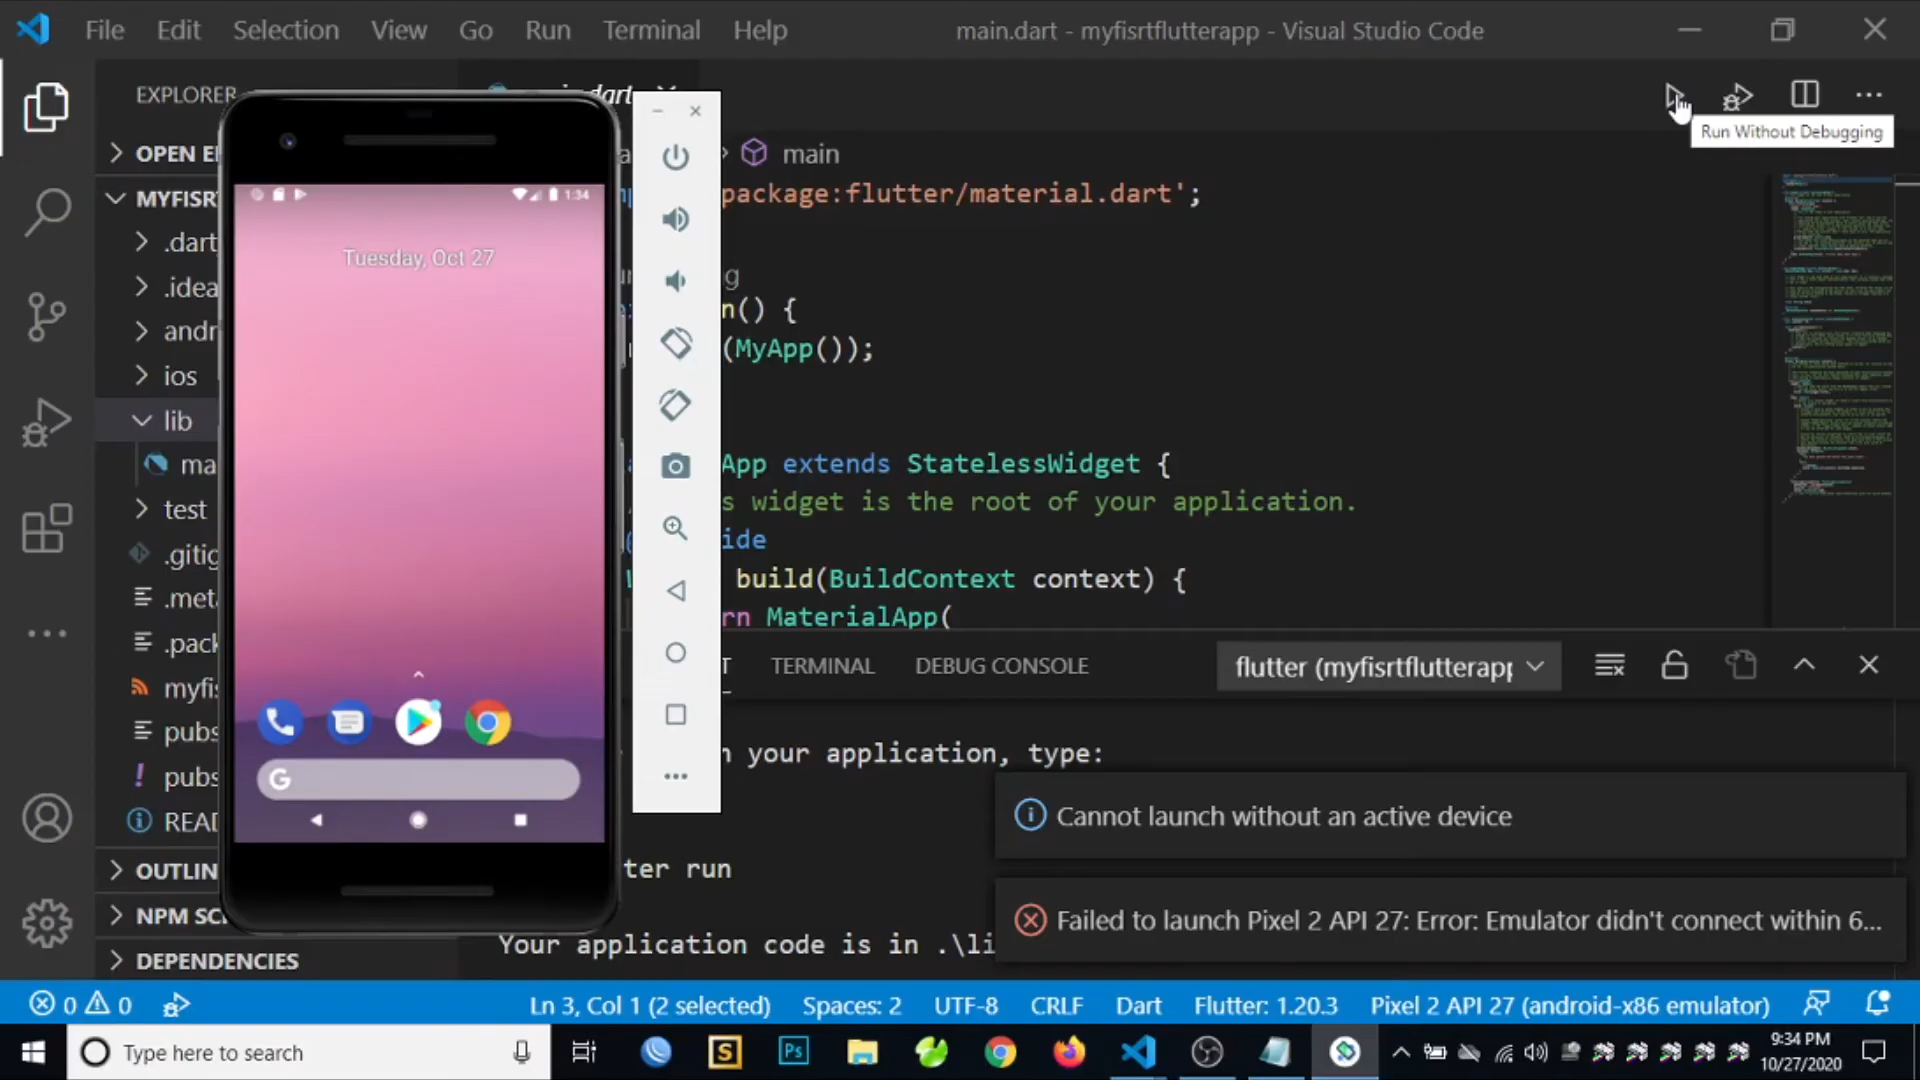 File Edit Selection View Go Run Terminal Help main.dart - myfisrtflutterapp - Visual Studio Code
EXPLORER
Run Without Debugging
OPEN E
main
MYFISR
package:flutter/material.dart';
.dart
1:34
Tuesday, Oct 27
.idea
n() {
andr
(MyApp());
ios
lib
ma
App extends StatelessWidget {
test
s widget is the root of your application.
ide
.gitig
build(BuildContext context) {
.meta
rn MaterialApp(
.pack
T TERMINAL DEBUG CONSOLE flutter (myfisrtflutterapp
myfis
pubs
n your application, type:
pubs
G
READ
Cannot launch without an active device
OUTLIN
ter run
NPM SC
Failed to launch Pixel 2 API 27: Error: Emulator didn't connect within 6...
Your application code is in .\li
DEPENDENCIES
0 0 Ln 3, Col 1 (2 selected) Spaces: 2 UTF-8 CRLF Dart Flutter: 1.20.3 Pixel 2 API 27 (android-x86 emulator)
Type here to search
S
Ps
9:34 PM
10/27/2020